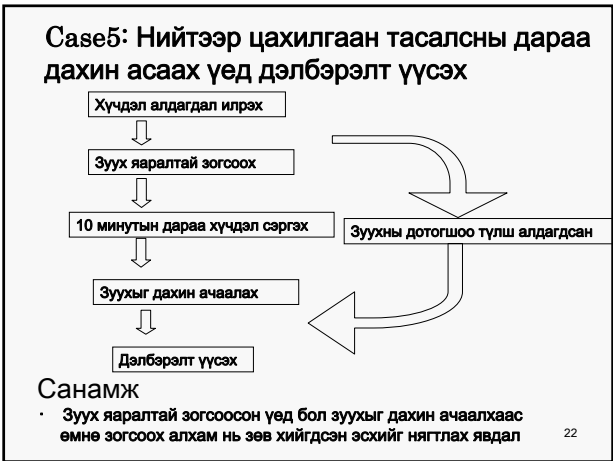 Case5: Нийтээр цахилгаан тасалсны дараа
дахин асаах үед дэлбэрэлт үүсэх
Хүчдэл алдагдал илрэх
Зуух яаралтай зогсоох
10 минутын дараа хүчдэл сэргэх
Зуухны дотогшоо түлш алдагдсан
Зуухыг дахин ачаалах
Дэлбэрэлт үүсэх
Санамж
· Зуух яаралтай зогсоосон үед бол зуухыг дахин ачаалхаас
өмнө зогсоох алхам нь зөв хийгдсэн эсхийг нягтлах явдал
22